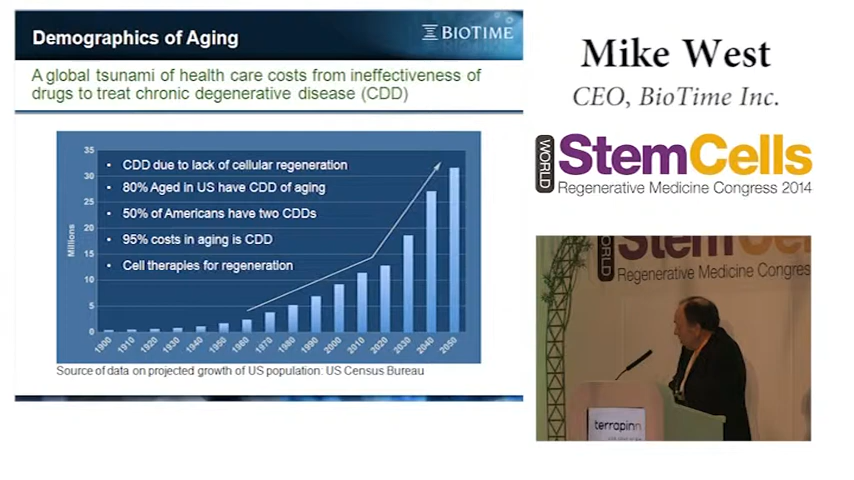 Demographics of Aging
BIOTIME
A global tsunami of health care costs from ineffectiveness of
drugs to treat chronic degenerative disease (CDD)
35
30
25
20
15
10
5
0
Millions
• CDD due to lack of cellular regeneration
• 80% Aged in US have CDD of aging
• 50% of Americans have two CDDs
• 95% costs in aging is CDD
• Cell therapies for regeneration
1900
1910
1920
1930
1940
1950
1960
1970
1980
1990
2000
2010
2020
2030
2040
2050
Source of data on projected growth of US population: US Census Bureau
Mike West
CEO, BioTime Inc.
WORLD
StemCells
Regenerative Medicine Congress 2014
WORLD
StemCe
Regenerative Medicine Congres
terrapinn